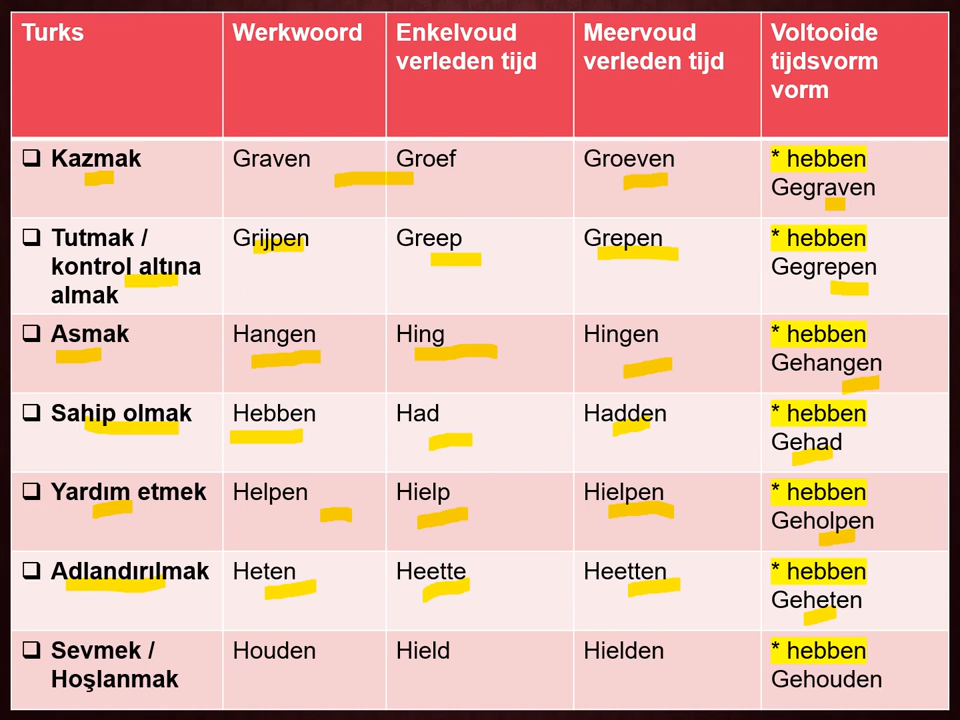 Turks
Werkwoord
Enkelvoud
verleden tijd
Meervoud
verleden tijd
Voltooide
tijdsvorm
vorm
Kazmak
Graven
Groef
Groeven
* hebben
Gegraven
Tutmak /
kontrol altına
almak
Grijpen
Greep
Grepen
* hebben
Gegrepen
Asmak
Hangen
Hing
Hingen
* hebben
Gehangen
Sahip olmak
Hebben
Had
Hadden
* hebben
Gehad
Yardım etmek
Helpen
Hielp
Hielpen
* hebben
Geholpen
Adlandırılmak
Heten
Heette
Heetten
* hebben
Geheten
Sevmek /
Hoşlanmak
Houden
Hield
Hielden
* hebben
Gehouden